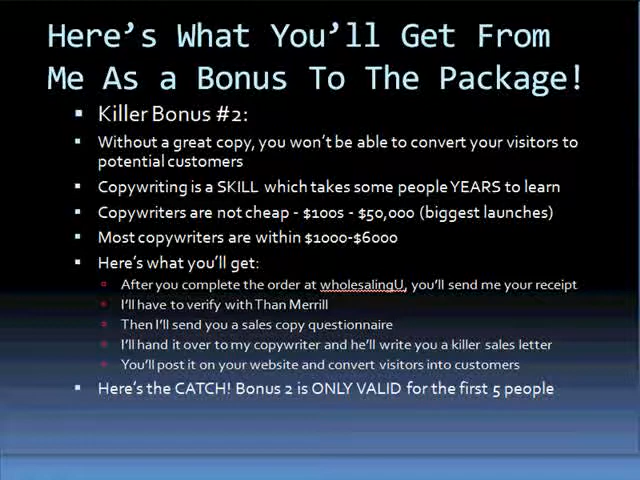 Here's What You'll Get From
Me As a Bonus To The Package!
Killer Bonus #2:
Without a great copy, you won't be able to convert your visitors to
potential customers
Copywriting is a SKILL which takes some people YEARS to learn
Copywriters are not cheap - $100s - $50,000 (biggest launches)
Most copywriters are within $1000-$6000
Here's what you'll get:
After you complete the order at wholesalingU, you'll send me your receipt
I'll have to verify with Than Merrill
Then I'll send you a sales copy questionnaire
I'll hand it over to my copywriter and he'll write you a killer sales letter
You'll post it on your website and convert visitors into customers
Here's the CATCH! Bonus 2 is ONLY VALID for the first 5 people